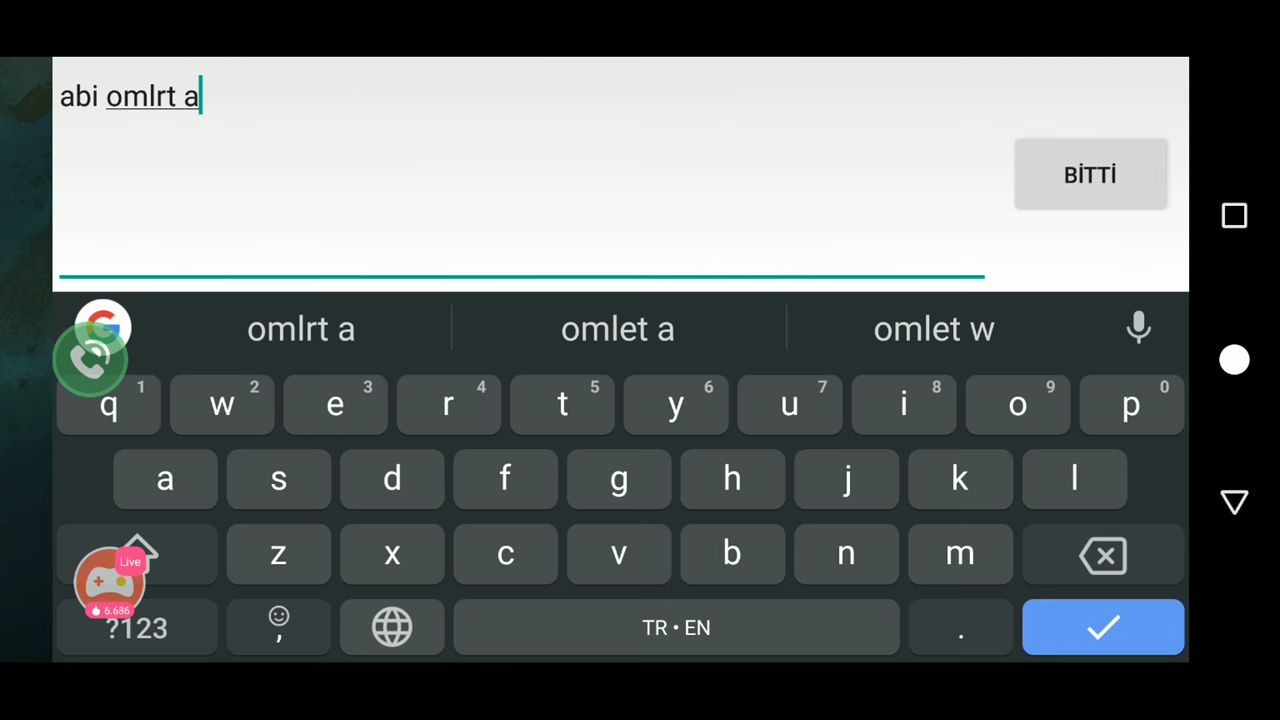 abi omlrt a
BİTTİ
omlrt a omlet a omlet w
q 1 w 2 e 3 r 4 t 5 y 6 u 7 i 8 o 9 p 0
a s d f g h j k l
Live
z x c v b n m
6.686
?123 , TR • EN .